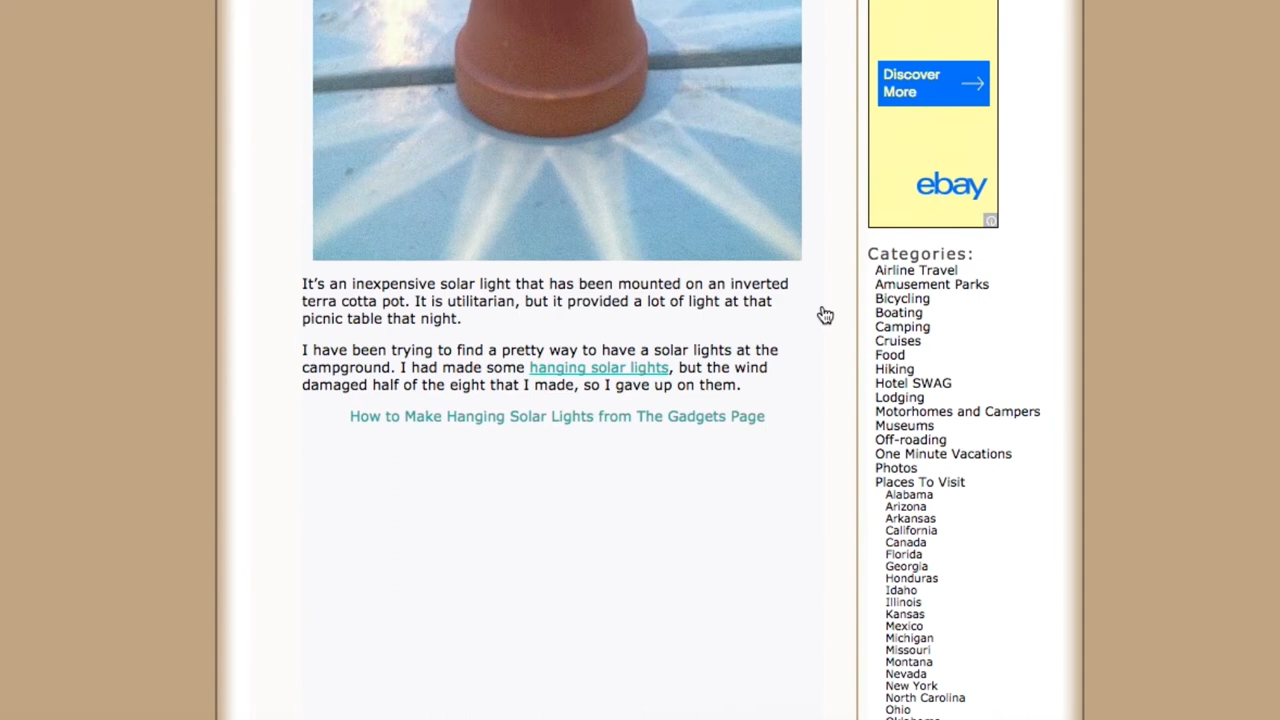 Discover
More
ebay
It's an inexpensive solar light that has been mounted on an inverted
terra cotta pot. It is utilitarian, but it provided a lot of light at that
picnic table that night.
I have been trying to find a pretty way to have a solar lights at the
campground. I had made some hanging solar lights, but the wind
damaged half of the eight that I made, so I gave up on them.
How to Make Hanging Solar Lights from The Gadgets Page
Categories:
Airline Travel
Amusement Parks
Bicycling
Boating
Camping
Cruises
Food
Hiking
Hotel SWAG
Lodging
Motorhomes and Campers
Museums
Off-roading
One Minute Vacations
Photos
Places To Visit
Alabama
Arizona
Arkansas
California
Canada
Florida
Georgia
Honduras
Idaho
Illinois
Kansas
Mexico
Michigan
Missouri
Montana
Nevada
New York
North Carolina
Ohio